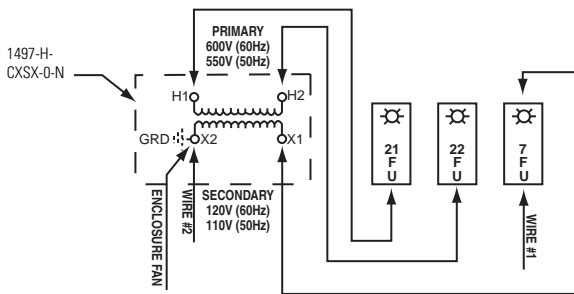 1497-H-
CXSX-0-N
PRIMARY
600V (60Hz)
550V (50Hz)
H1
H2
GRD
X2
X1
SECONDARY
120V (60Hz)
110V (50Hz)
ENCLOSURE FAN
WIRE #2
21
F
U
22
F
U
7
F
U
WIRE #1